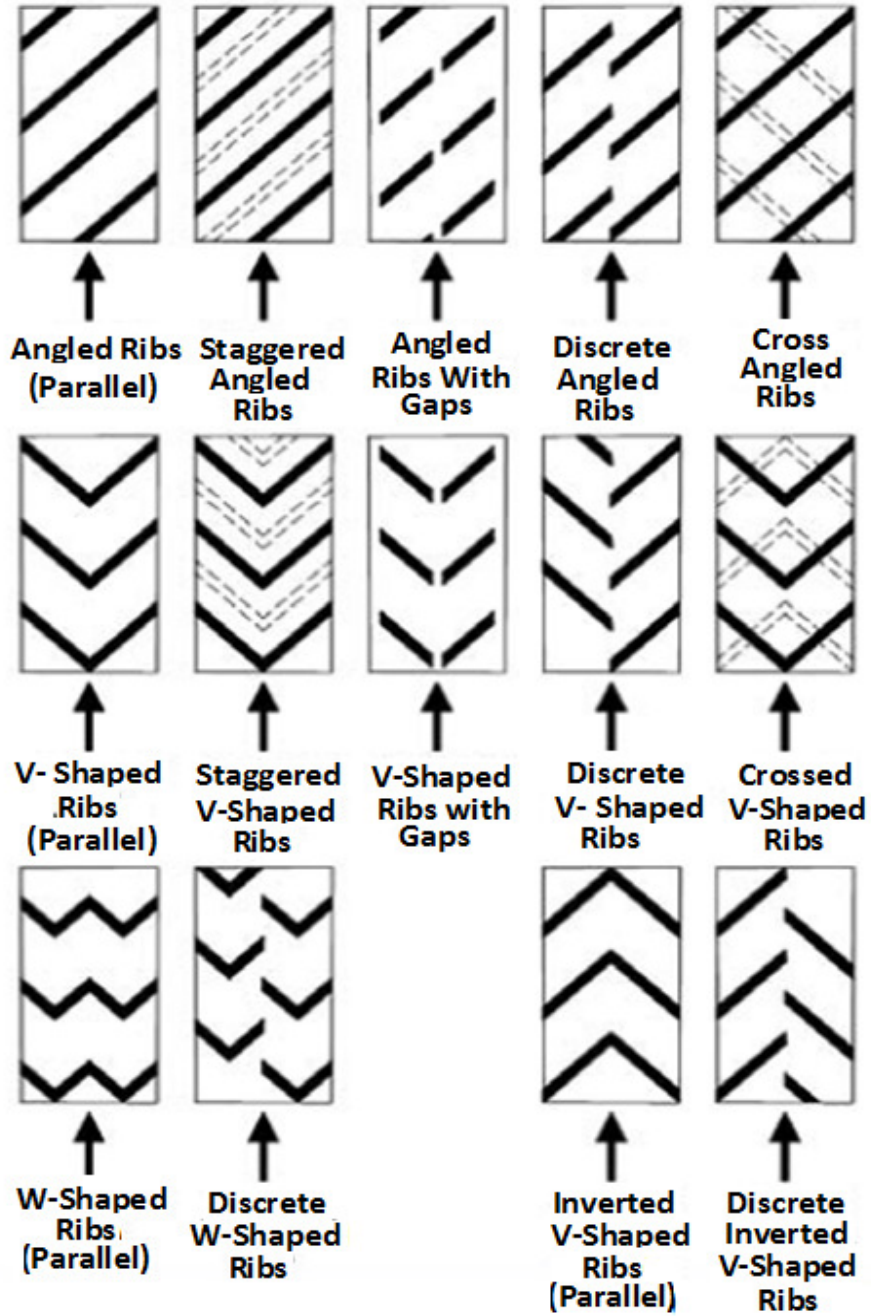 Angled Ribs
(Parallel)
Staggered
Angled
Ribs
Angled
Ribs With
Gaps
Discrete
Angled
Ribs
Cross
Angled
Ribs
V- Shaped
.Ribs
(Parallel)
Staggered
V-Shaped
Ribs
V-Shaped
Ribs with
Gaps
Discrete
V- Shaped
Ribs
Crossed
V-Shaped
Ribs
W-Shaped
Ribs
(Parallel)
Discrete
W-Shaped
Ribs
Inverted
V-Shaped
Ribs
(Parallel)
Discrete
Inverted
V-Shaped
Ribs